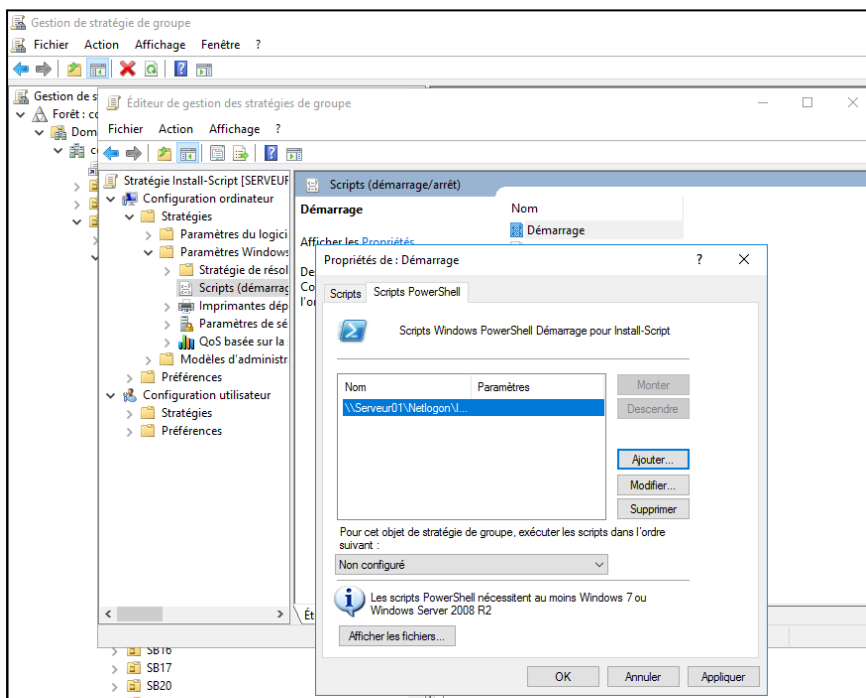 Gestion de stratégie de groupe
Fichier Action Affichage Fenêtre ?
Gestion de s
Forêt : co
Dom
Éditeur de gestion des stratégies de groupe
Fichier Action Affichage ?
Stratégie Install-Script [SERVEUR
Configuration ordinateur
Stratégies
Paramètres du logici
Paramètres Windows
Stratégie de résol
Scripts (démarrag
Imprimantes dép
Paramètres de sé
QoS basée sur la
Modèles d'administr
Préférences
Configuration utilisateur
Stratégies
Préférences
Scripts (démarrage/arrêt)
Démarrage
Afficher les Propriétés
De
Co
l'o
Nom
Démarrage
Propriétés de : Démarrage
? X
Scripts Scripts PowerShell
Scripts Windows PowerShell Démarrage pour Install-Script
Nom Paramètres
\\Serveur01\Netlogon\I...
Monter
Descendre
Ajouter...
Modifier...
Supprimer
Pour cet objet de stratégie de groupe, exécuter les scripts dans l'ordre
suivant :
Non configuré
Les scripts PowerShell nécessitent au moins Windows 7 ou
Windows Server 2008 R2
Afficher les fichiers...
OK Annuler Appliquer
Ét
SB16
SB17
SB20